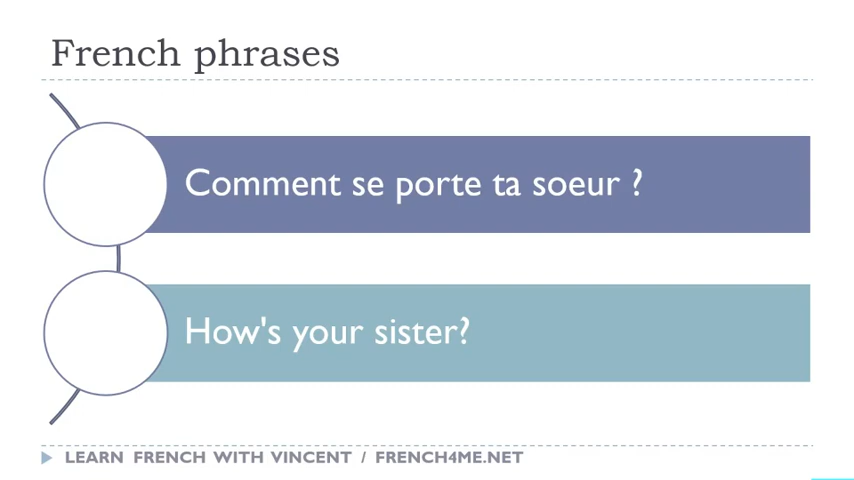 French phrases
Comment se porte ta soeur ?
How's your sister?
LEARN FRENCH WITH VINCENT / FRENCH4ME.NET